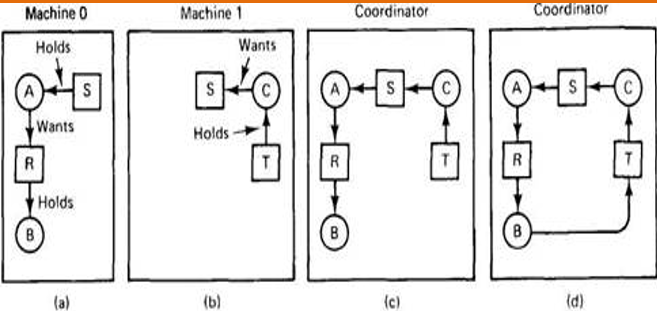 Machine 0
Machine 1
Coordinator
Coordinator
Holds
A
S
Wants
R
Holds
B
Wants
S
C
Holds
T
A
S
C
R
T
B
A
S
C
R
T
B
(a)
(b)
(c)
(d)